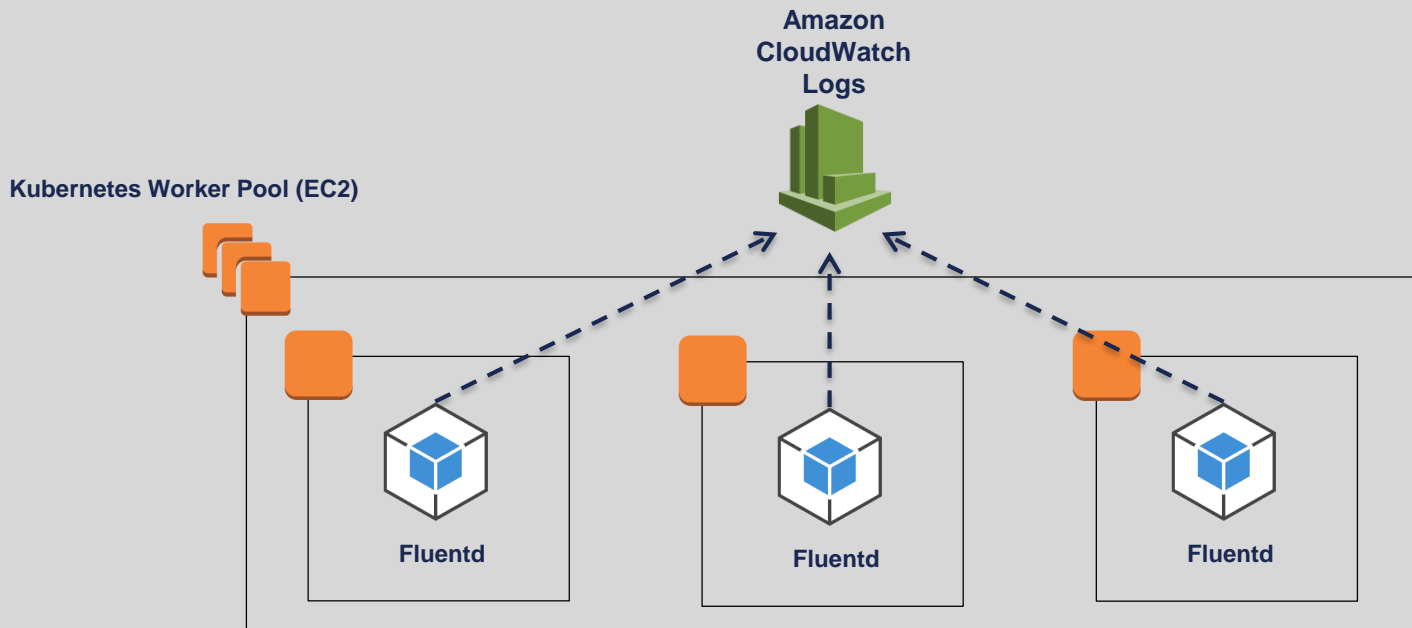 Amazon
CloudWatch
Logs
Kubernetes Worker Pool (EC2)
Fluentd
Fluentd
Fluentd